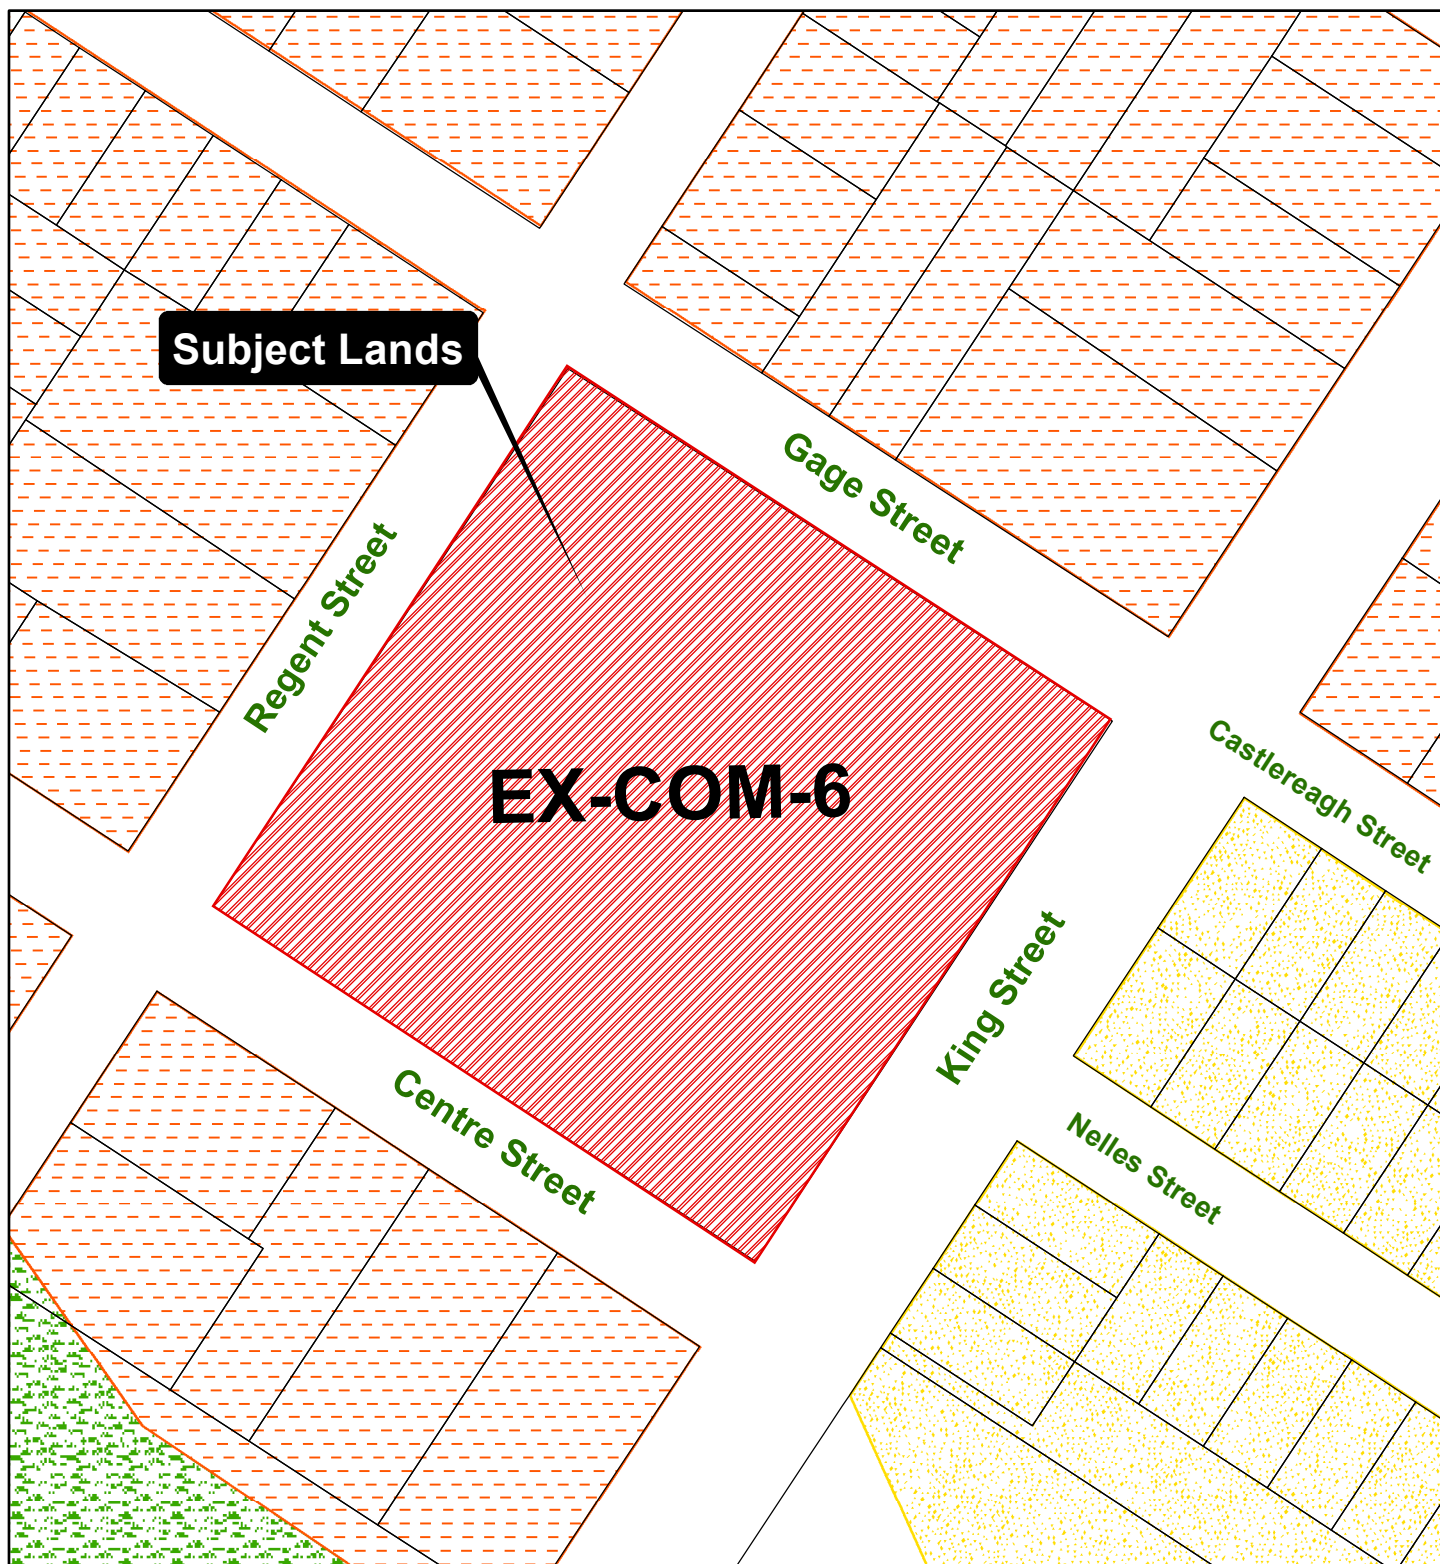 Subject Lands
Gage Street
Regent Street
Castlereagh Street
EX-COM-6
King Street
Centre Street
Nelles Street